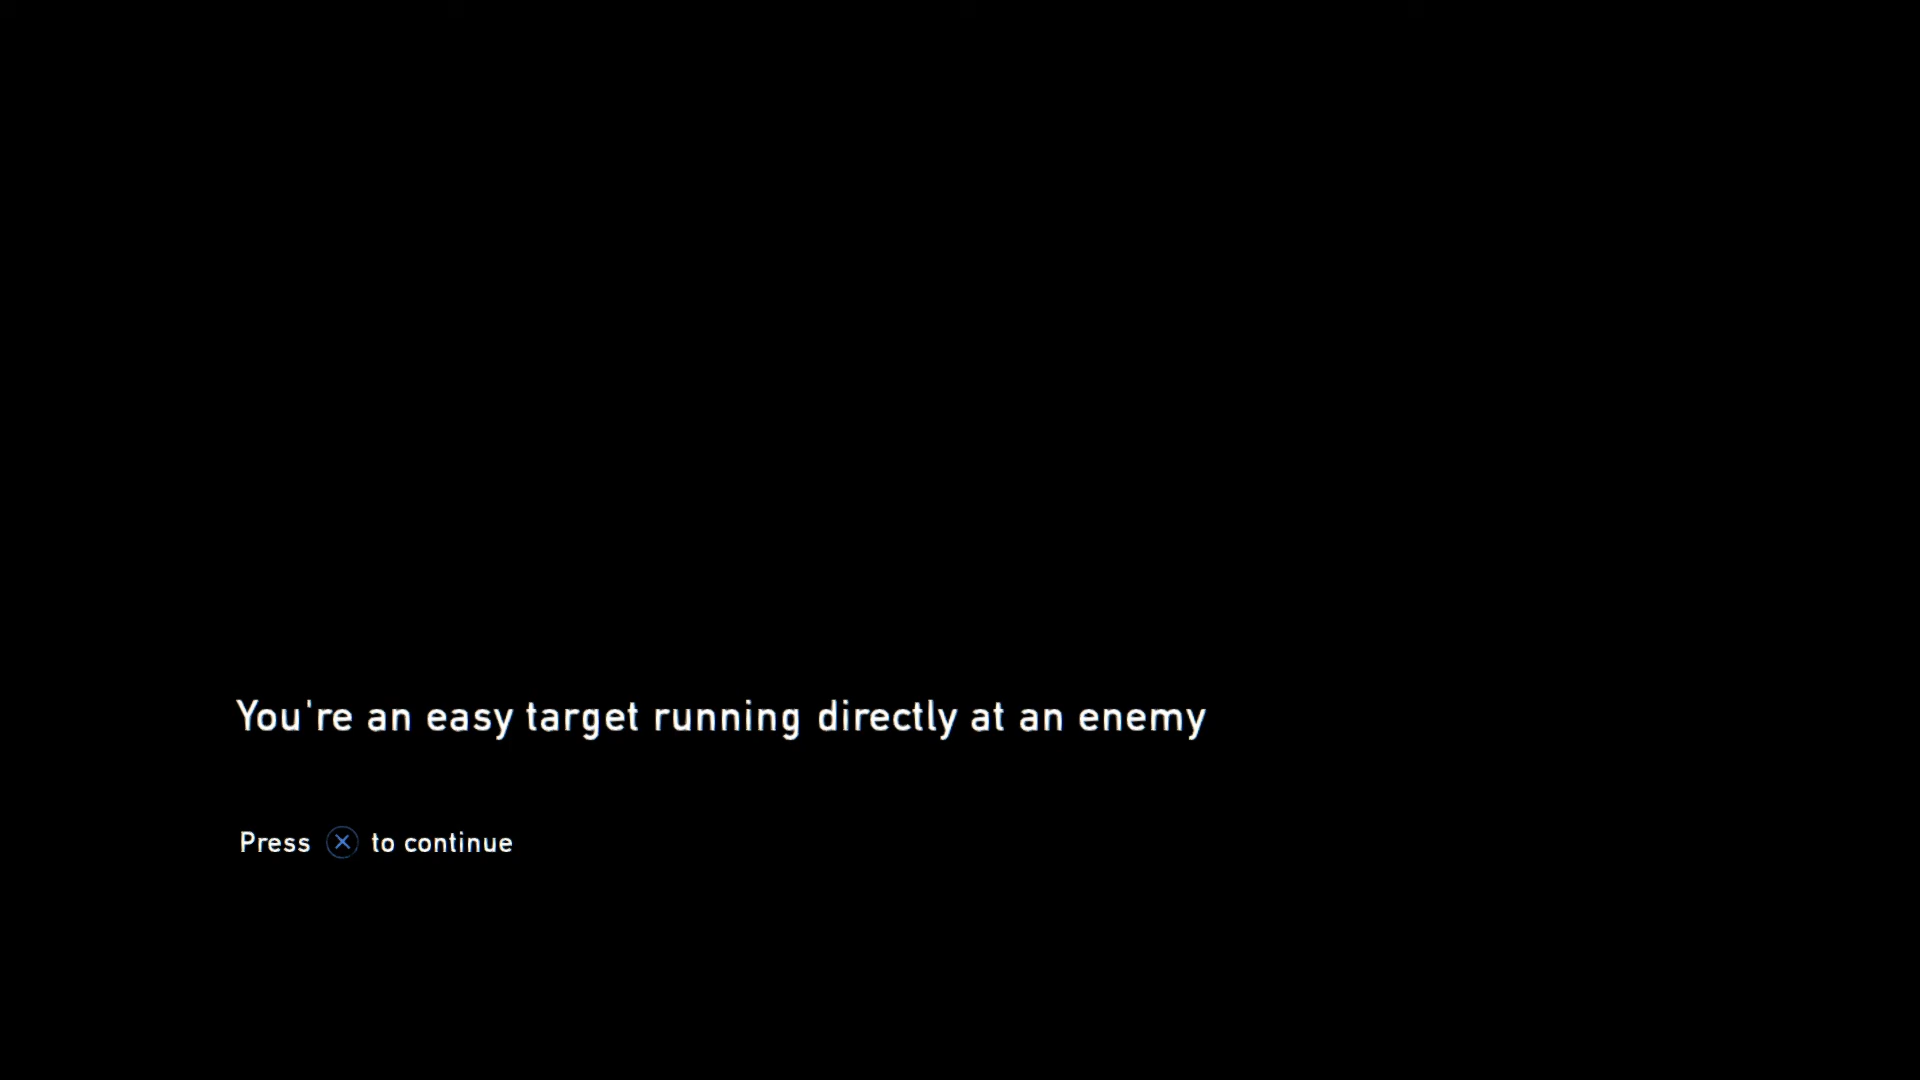 You're an easy target running directly at an enemy
Press ⓧ to continue